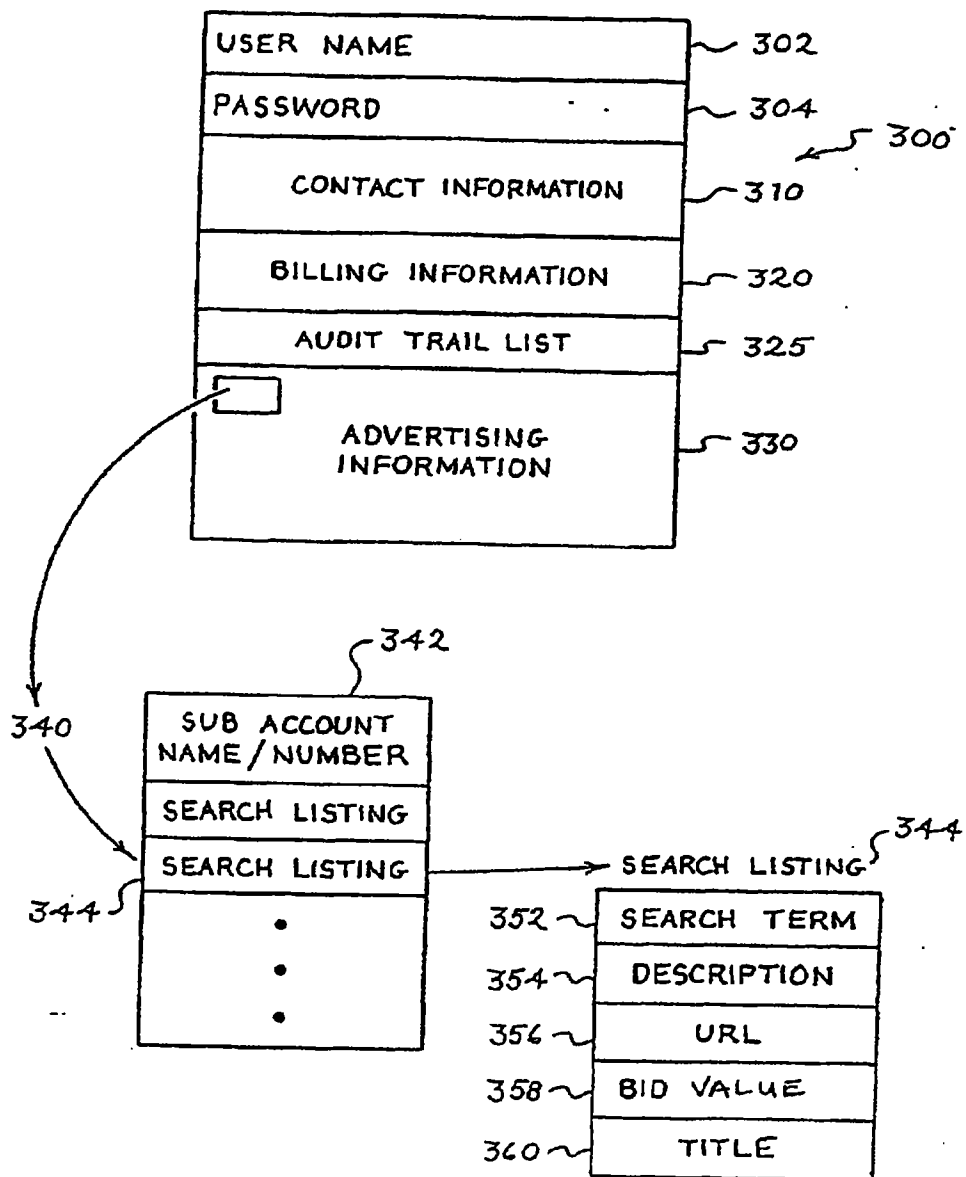 USER NAME 302
PASSWORD 304
300
CONTACT INFORMATION 310
BILLING INFORMATION 320
AUDIT TRAIL LIST 325
ADVERTISING
INFORMATION
330
342
340
SUB ACCOUNT
NAME/NUMBER
SEARCH LISTING
SEARCH LISTING
344
SEARCH LISTING 344
352 SEARCH TERM
354 DESCRIPTION
356 URL
358 BID VALUE
360 TITLE